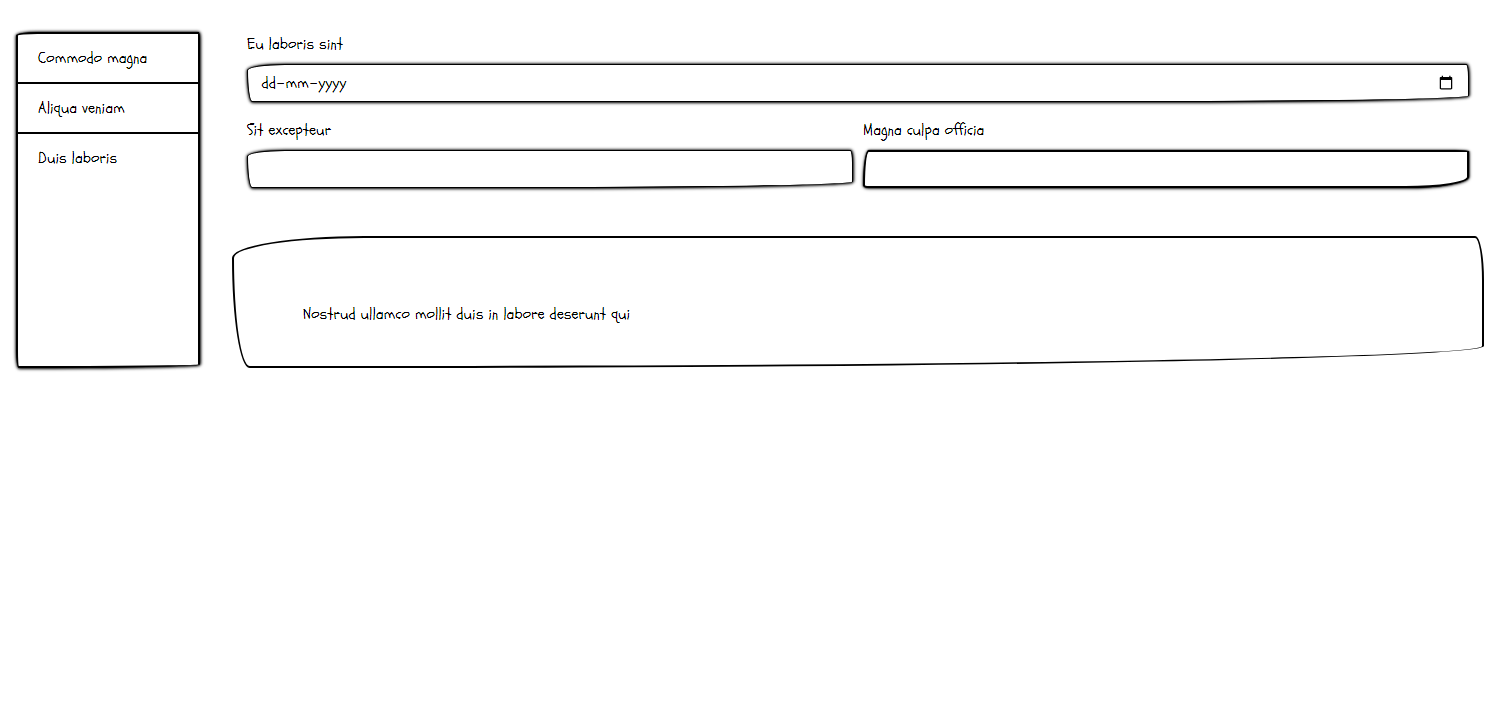 Commodo magna
Aliqua veniam
Duis laboris
Eu laboris sint
dd-mm-yyyy
Sit excepteur
Magna culpa officia
Nostrud ullamco mollit duis in labore deserunt qui